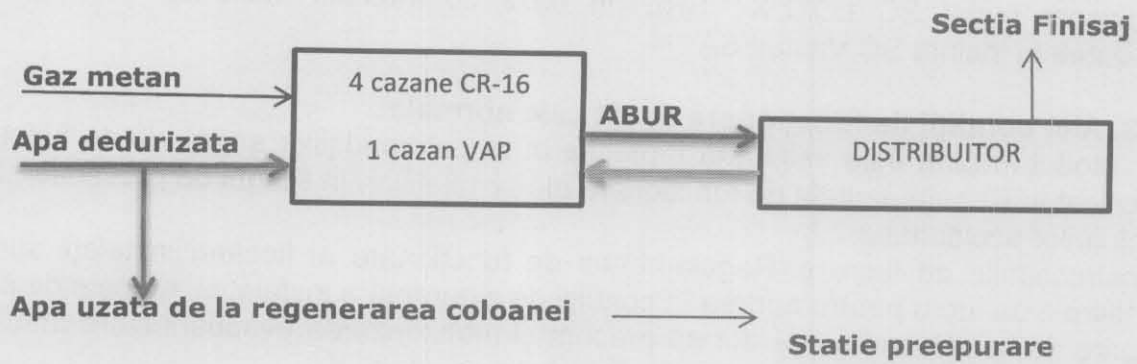 Sectia Finisaj
Gaz metan
4 cazane CR-16
ABUR
Apa dedurizata
1 cazan VAP
DISTRIBUITOR
Apa uzata de la regenerarea coloanei
Statie preepurare